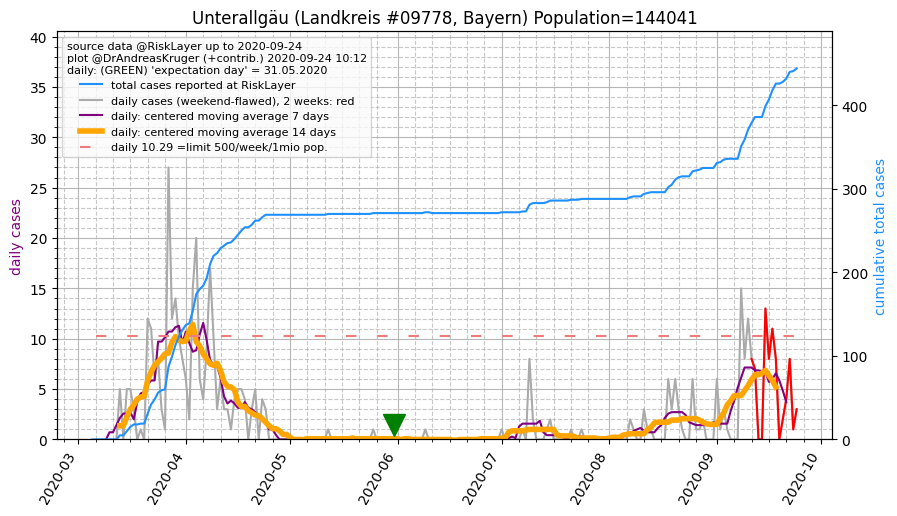 Unterallgäu (Landkreis #09778, Bayern) Population=144041
source data @RiskLayer up to 2020-09-24
plot @DrAndreasKruger (+contrib.) 2020-09-24 10:12
daily: (GREEN) 'expectation day' = 31.05.2020
total cases reported at RiskLayer
daily cases (weekend-flawed), 2 weeks: red
daily: centered moving average 7 days
daily: centered moving average 14 days
daily 10.29 =limit 500/week/1mio pop.
daily cases
40
35
30
25
20
15
10
5
0
cumulative total cases
400
300
200
100
0
2020-03
2020-04
2020-05
2020-06
2020-07
2020-08
2020-09
2020-10